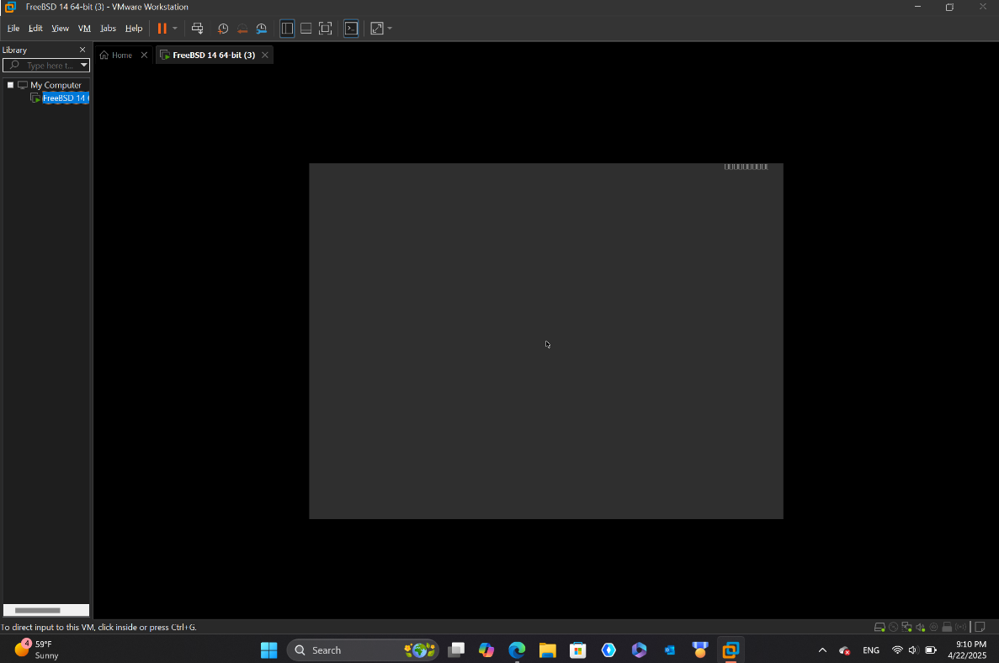 FreeBSD 14 64-bit (3) - VMware Workstation
File Edit View VM Tabs Help
Library
Home
FreeBSD 14 64-bit (3)
Type here t...
My Computer
FreeBSD 14 6
To direct input to this VM, click inside or press Ctrl+G.
4
59°F
Sunny
Search
ENG
9:10 PM
4/22/2025